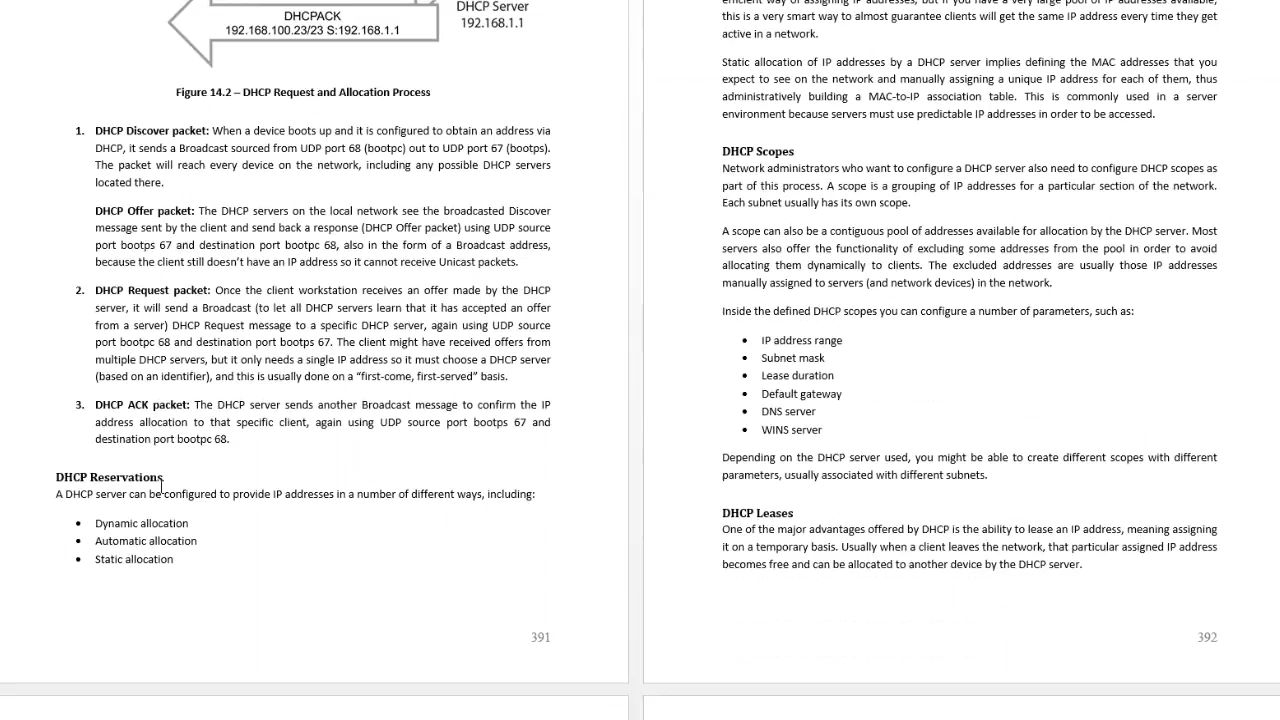 DHCPACK
192.168.100.23/23 S:192.168.1.1
DHCP Server
192.168.1.1
Figure 14.2 – DHCP Request and Allocation Process
1. DHCP Discover packet: When a device boots up and it is configured to obtain an address via
DHCP, it sends a Broadcast sourced from UDP port 68 (bootpc) out to UDP port 67 (bootps).
The packet will reach every device on the network, including any possible DHCP servers
located there.
DHCP Offer packet: The DHCP servers on the local network see the broadcasted Discover
message sent by the client and send back a response (DHCP Offer packet) using UDP source
port bootps 67 and destination port bootpc 68, also in the form of a Broadcast address,
because the client still doesn’t have an IP address so it cannot receive Unicast packets.
2. DHCP Request packet: Once the client workstation receives an offer made by the DHCP
server, it will send a Broadcast (to let all DHCP servers learn that it has accepted an offer
from a server) DHCP Request message to a specific DHCP server, again using UDP source
port bootpc 68 and destination port bootps 67. The client might have received offers from
multiple DHCP servers, but it only needs a single IP address so it must choose a DHCP server
(based on an identifier), and this is usually done on a “first-come, first-served” basis.
3. DHCP ACK packet: The DHCP server sends another Broadcast message to confirm the IP
address allocation to that specific client, again using UDP source port bootps 67 and
destination port bootpc 68.
DHCP Reservations
A DHCP server can be configured to provide IP addresses in a number of different ways, including:
• Dynamic allocation
• Automatic allocation
• Static allocation
391
efficient way of assigning IP addresses, but if you have a very large pool of IP addresses available,
this is a very smart way to almost guarantee clients will get the same IP address every time they get
active in a network.
Static allocation of IP addresses by a DHCP server implies defining the MAC addresses that you
expect to see on the network and manually assigning a unique IP address for each of them, thus
administratively building a MAC-to-IP association table. This is commonly used in a server
environment because servers must use predictable IP addresses in order to be accessed.
DHCP Scopes
Network administrators who want to configure a DHCP server also need to configure DHCP scopes as
part of this process. A scope is a grouping of IP addresses for a particular section of the network.
Each subnet usually has its own scope.
A scope can also be a contiguous pool of addresses available for allocation by the DHCP server. Most
servers also offer the functionality of excluding some addresses from the pool in order to avoid
allocating them dynamically to clients. The excluded addresses are usually those IP addresses
manually assigned to servers (and network devices) in the network.
Inside the defined DHCP scopes you can configure a number of parameters, such as:
• IP address range
• Subnet mask
• Lease duration
• Default gateway
• DNS server
• WINS server
Depending on the DHCP server used, you might be able to create different scopes with different
parameters, usually associated with different subnets.
DHCP Leases
One of the major advantages offered by DHCP is the ability to lease an IP address, meaning assigning
it on a temporary basis. Usually when a client leaves the network, that particular assigned IP address
becomes free and can be allocated to another device by the DHCP server.
392